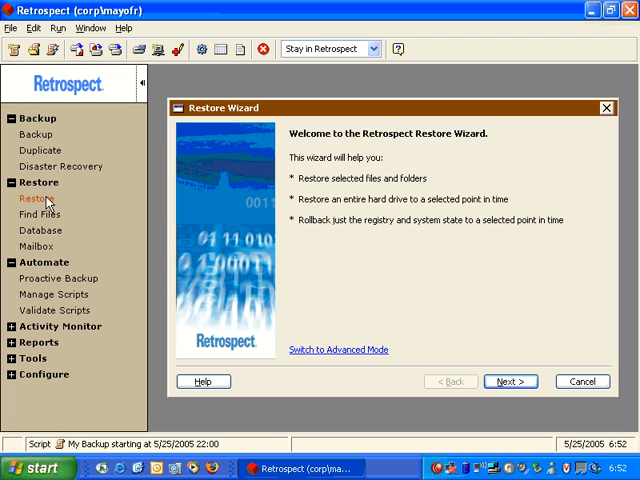 Retrospect (corp\mayofr)
File Edit Run Window Help
Stay in Retrospect
Retrospect.
Backup
Backup
Duplicate
Disaster Recovery
Restore
Restore
Find Files
Database
Mailbox
Automate
Proactive Backup
Manage Scripts
Validate Scripts
Activity Monitor
Reports
Tools
Configure
Restore Wizard
Welcome to the Retrospect Restore Wizard.
This wizard will help you:
* Restore selected files and folders
* Restore an entire hard drive to a selected point in time
* Rollback just the registry and system state to a selected point in time
Retrospect.
Switch to Advanced Mode
Help
< Back
Next >
Cancel
Script My Backup starting at 5/25/2005 22:00
5/25/2005 6:52
start
Retrospect (corp\ma...
6:52